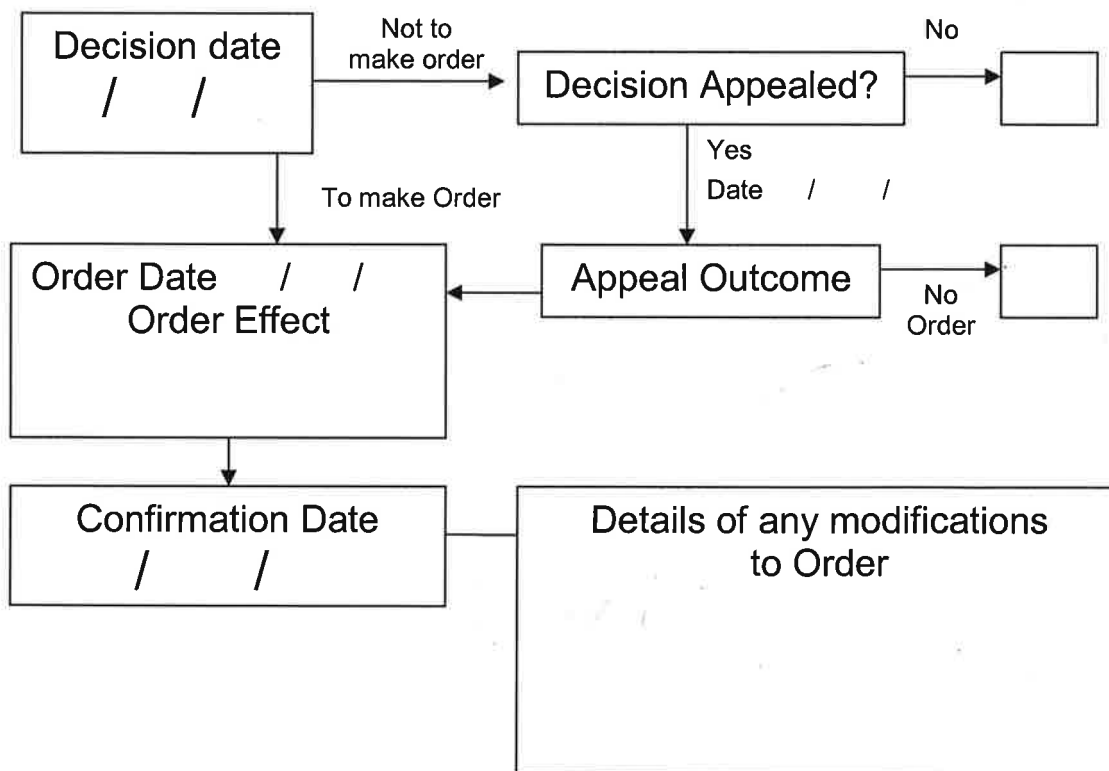 Decision date
/ /
Not to
make order
Decision Appealed?
No
Yes
Date / /
To make Order
Order Date / /
Order Effect
Appeal Outcome
No
Order
Confirmation Date
/ /
Details of any modifications
to Order